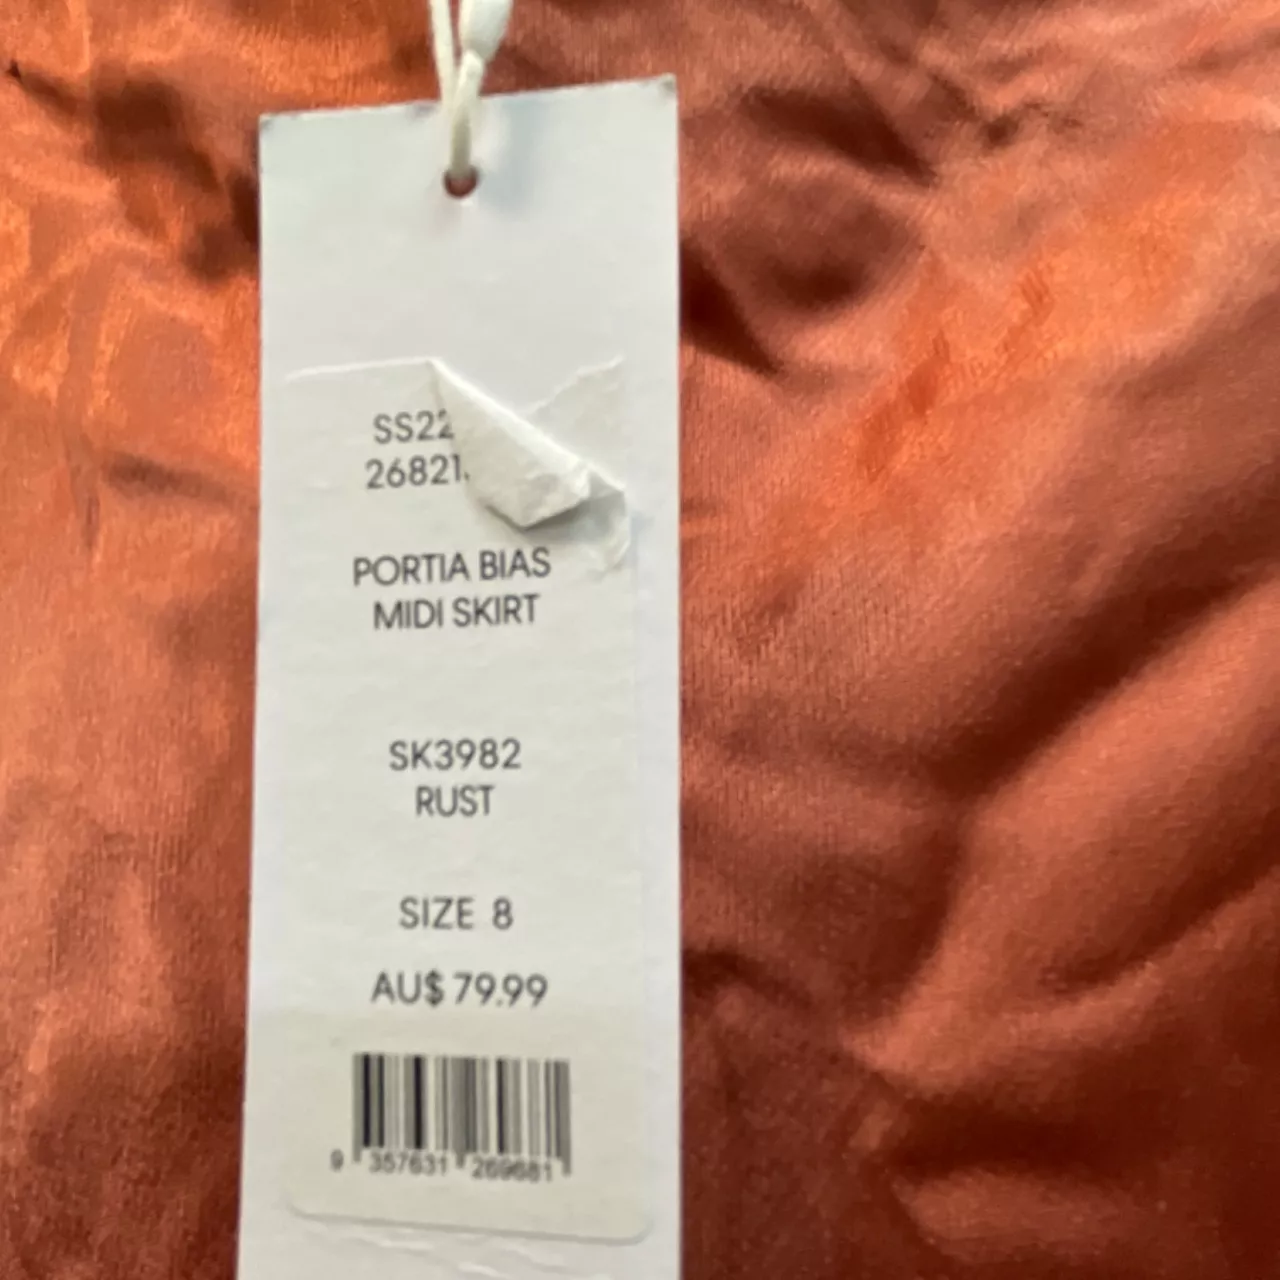 SS22
26821
PORTIA BIAS
MIDI SKIRT
SK3982
RUST
SIZE 8
AU$ 79.99
9 357631 269681